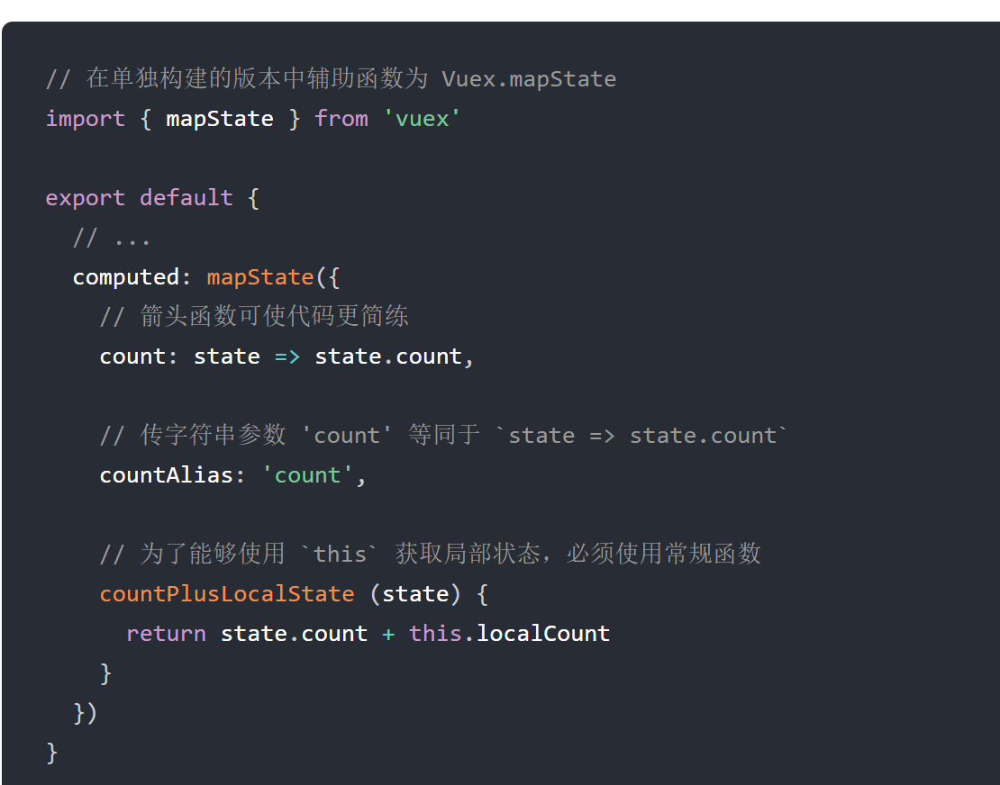 // 在单独构建的版本中辅助函数为 Vuex.mapState
import { mapState } from 'vuex'
export default {
// ...
computed: mapState({
// 箭头函数可使代码更简练
count: state => state.count,
// 传字符串参数 'count' 等同于 `state => state.count`
countAlias: 'count',
// 为了能够使用 `this` 获取局部状态，必须使用常规函数
countPlusLocalState (state) {
return state.count + this.localCount
}
})
}